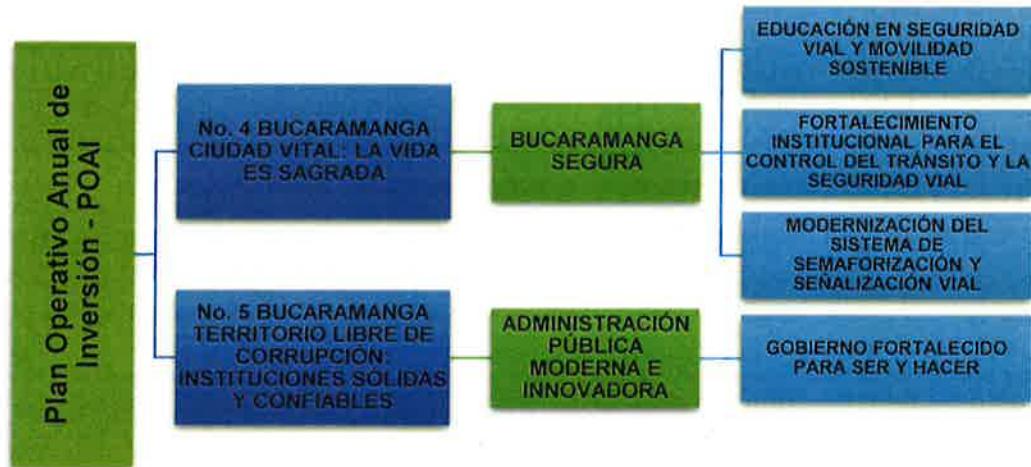 Plan Operativo Anual de
Inversión - POAI
No. 4 BUCARAMANGA
CIUDAD VITAL: LA VIDA
ES SAGRADA
BUCARAMANGA
SEGURA
EDUCACIÓN EN SEGURIDAD
VIAL Y MOVILIDAD
SOSTENIBLE
FORTALECIMIENTO
INSTITUCIONAL PARA EL
CONTROL DEL TRÁNSITO Y LA
SEGURIDAD VIAL
MODERNIZACIÓN DEL
SISTEMA DE
SEMAFORIZACIÓN Y
SEÑALIZACIÓN VIAL
No. 5 BUCARAMANGA
TERRITORIO LIBRE DE
CORRUPCIÓN:
INSTITUCIONES SÓLIDAS
Y CONFIABLES
ADMINISTRACIÓN
PÚBLICA
MODERNA E
INNOVADORA
GOBIERNO FORTALECIDO
PARA SER Y HACER